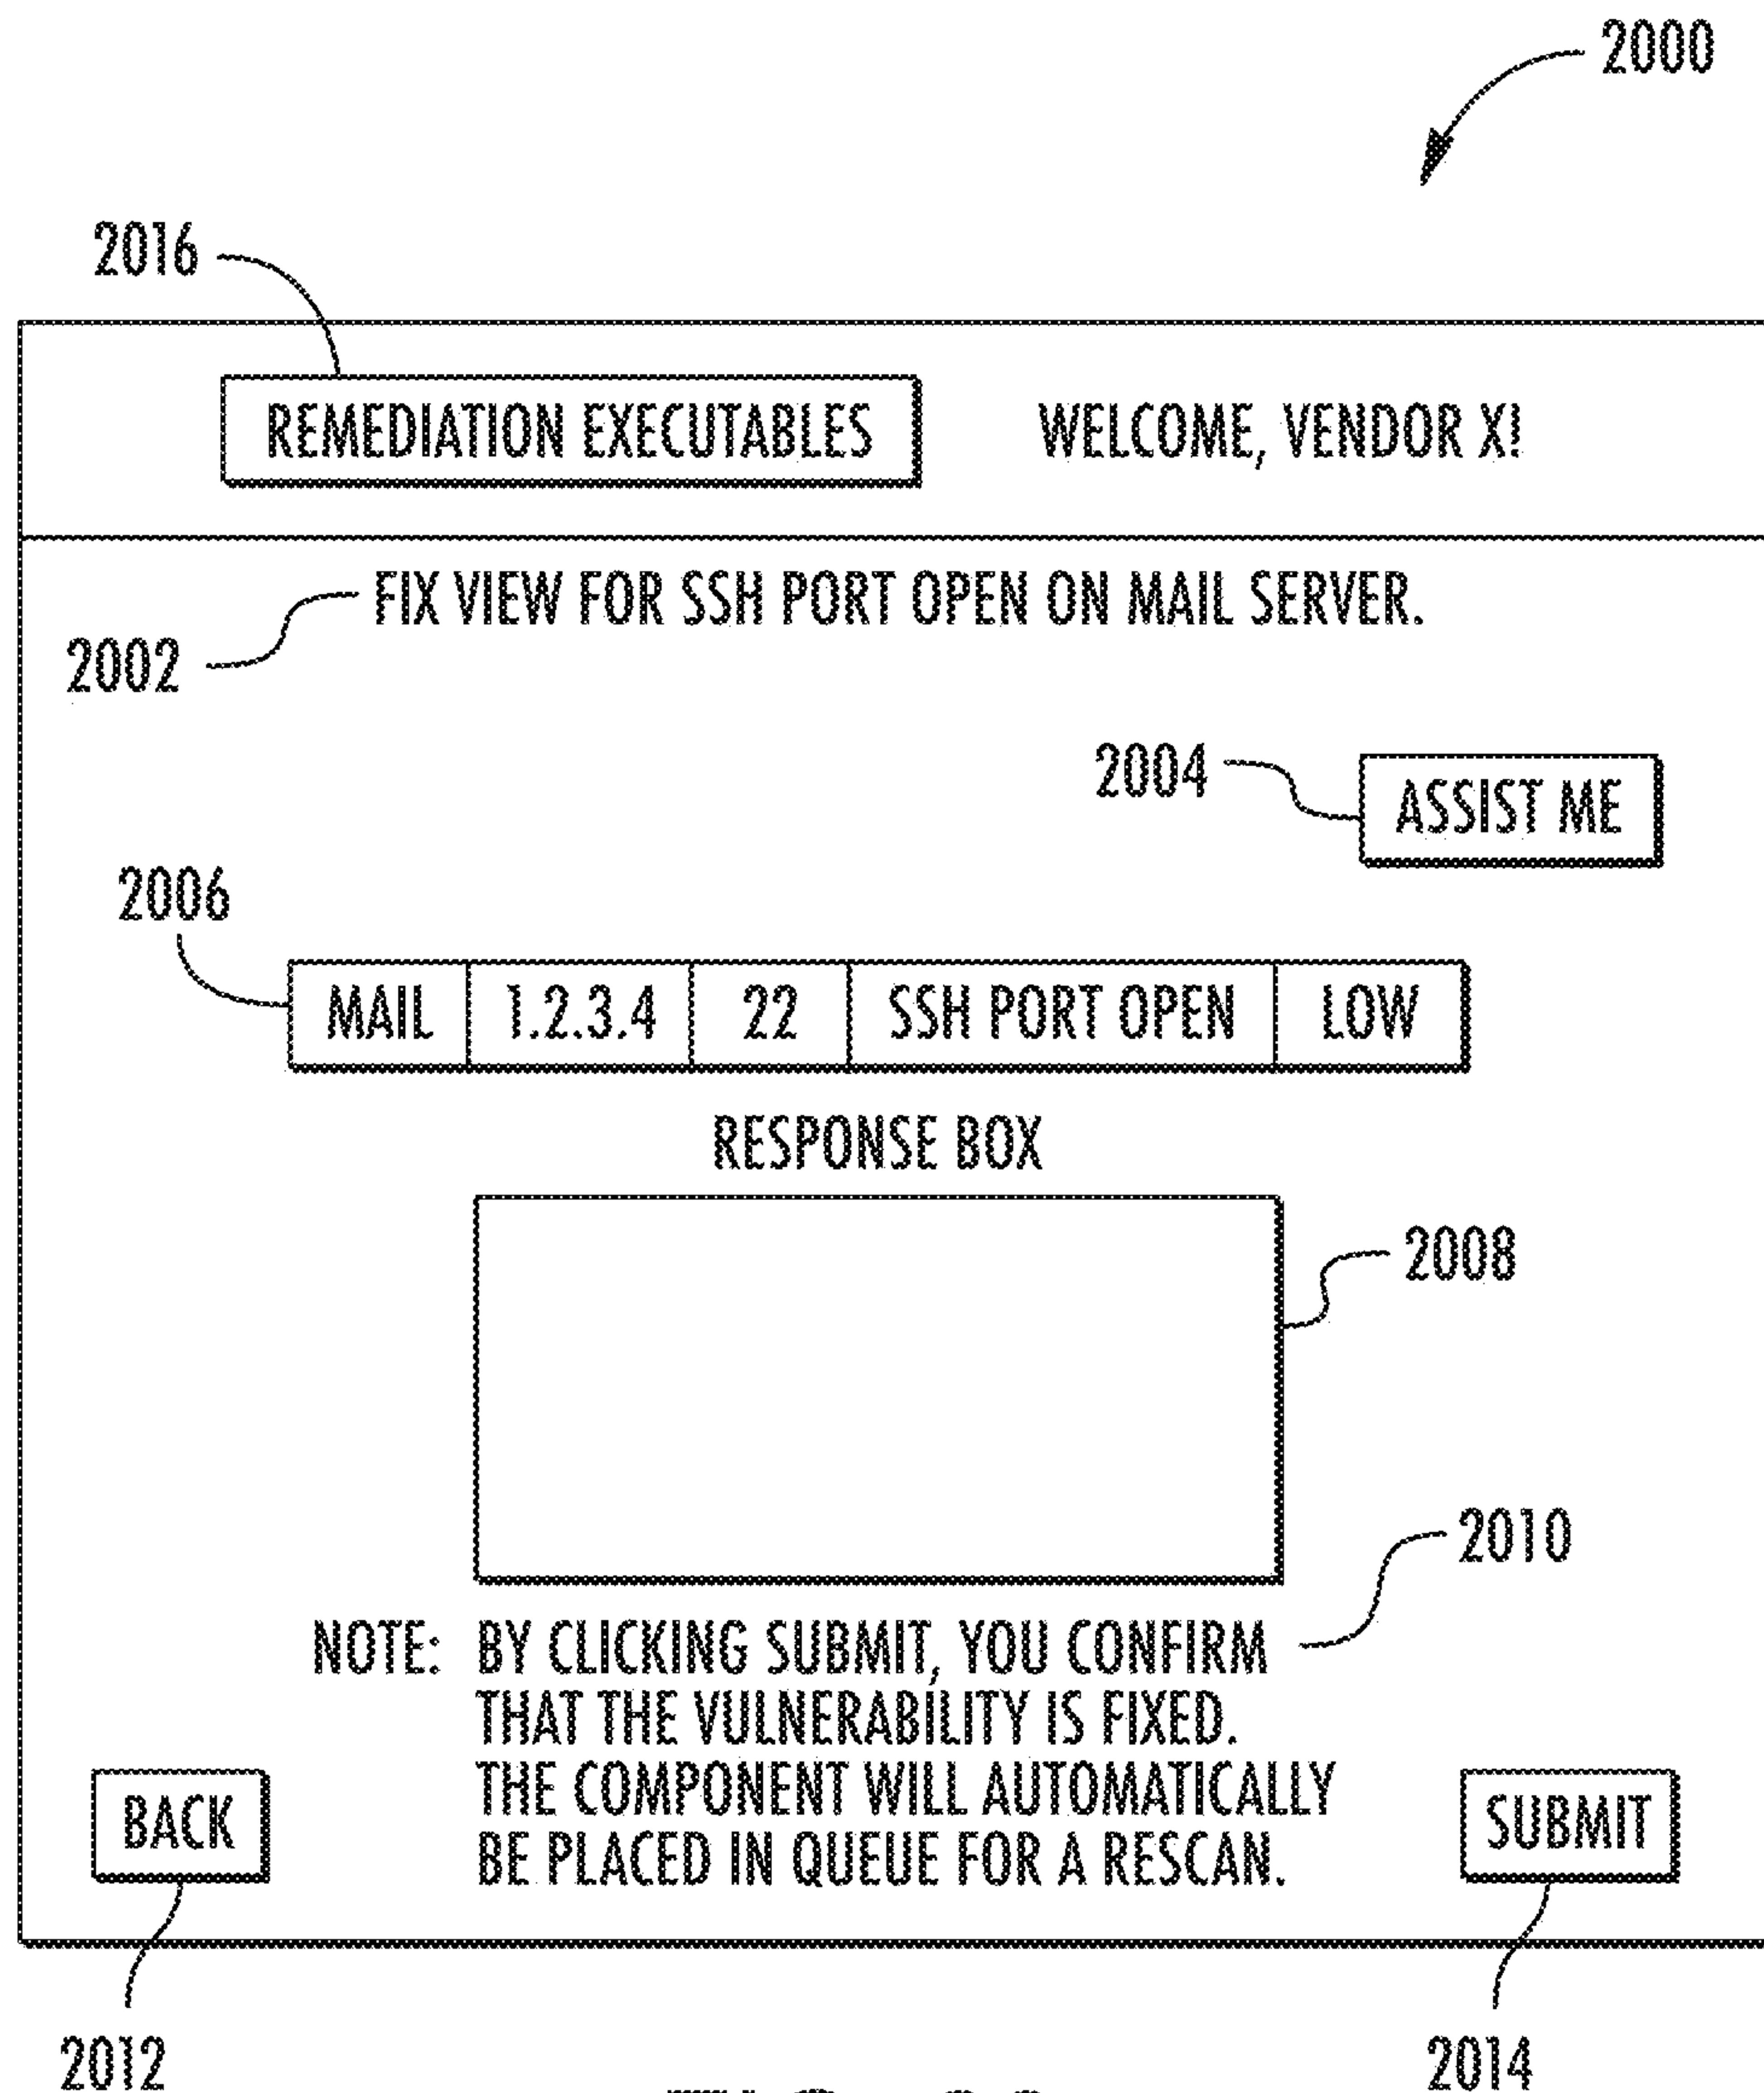 2000
2016
REMEDIATION EXECUTABLES WELCOME, VENDOR X!
FIX VIEW FOR SSH PORT OPEN ON MAIL SERVER.
2002
2004 ASSIST ME
2006
MAIL 1.2.3.4 22 SSH PORT OPEN LOW
RESPONSE BOX
2008
2010
NOTE: BY CLICKING SUBMIT, YOU CONFIRM
THAT THE VULNERABILITY IS FIXED.
THE COMPONENT WILL AUTOMATICALLY
BE PLACED IN QUEUE FOR A RESCAN.
BACK SUBMIT
2012 2014